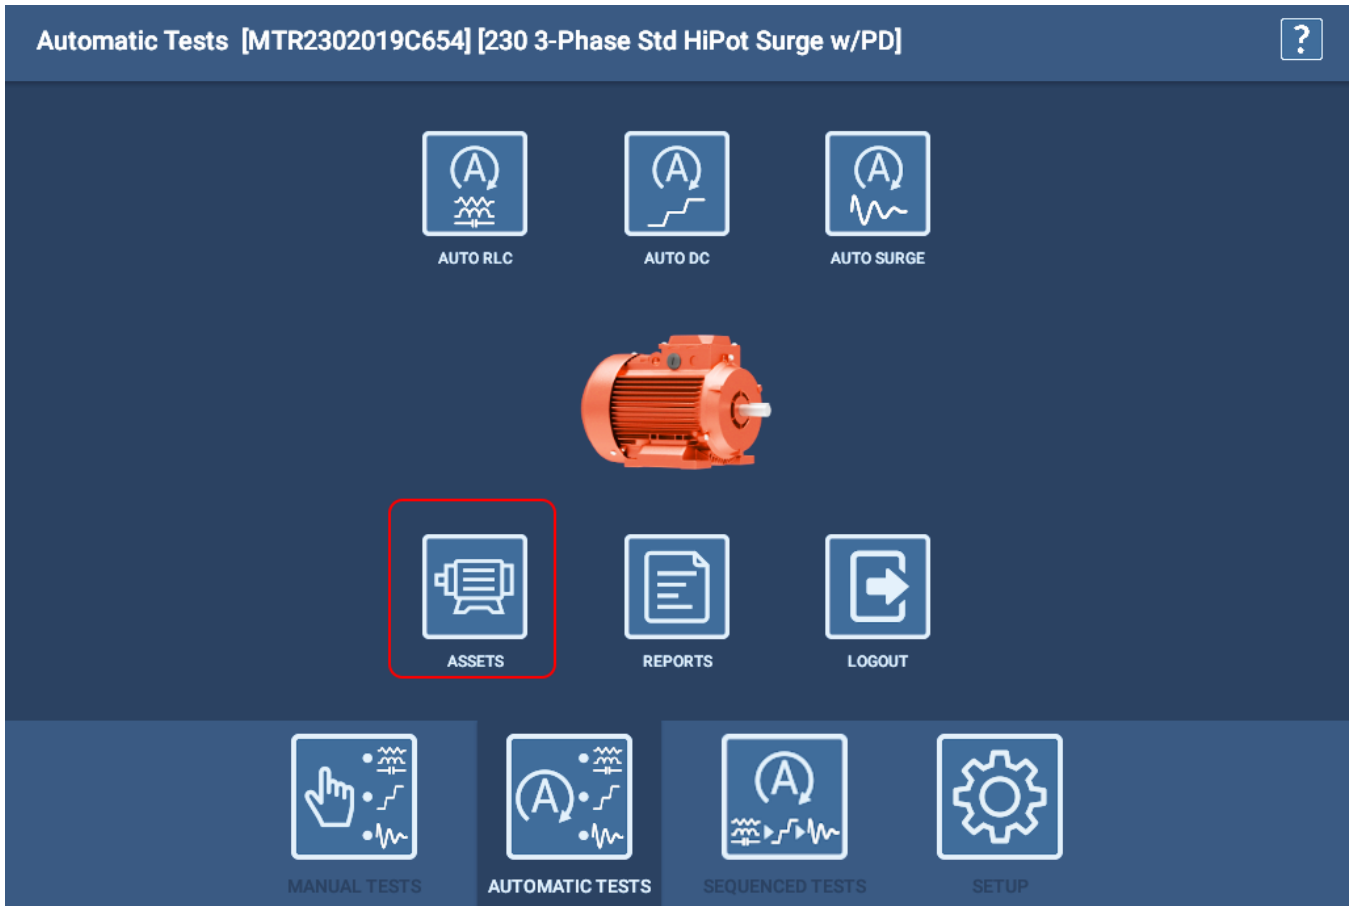 Automatic Tests [MTR2302019C654] [230 3-Phase Std HiPot Surge w/PD]
?
A
A
A
AUTO RLC
AUTO DC
AUTO SURGE
ASSETS
REPORTS
LOGOUT
A
A
MANUAL TESTS
AUTOMATIC TESTS
SEQUENCED TESTS
SETUP